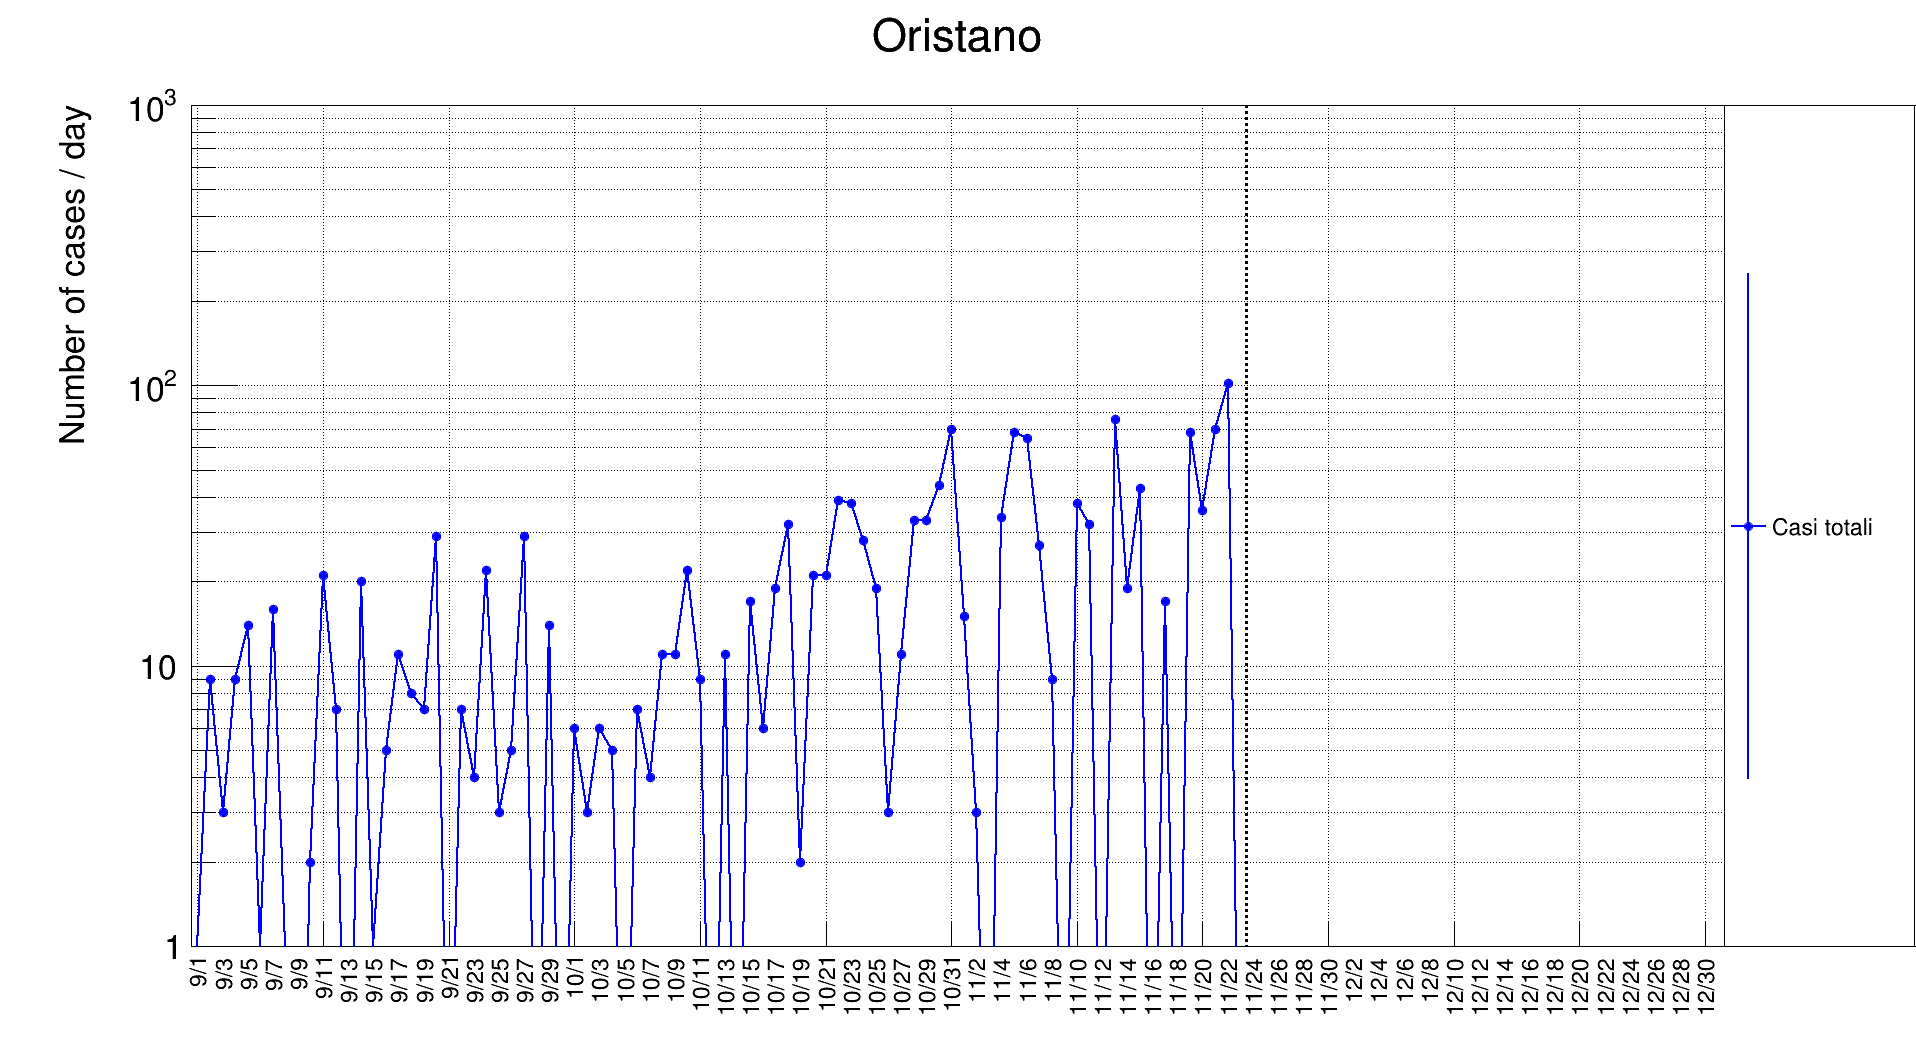 Oristano
Number of cases / day
10³
10²
10
1
Casi totali
9/1 9/3 9/5 9/7 9/9 9/11 9/13 9/15 9/17 9/19 9/21 9/23 9/25 9/27 9/29 10/1 10/3 10/5 10/7 10/9 10/11 10/13 10/15 10/17 10/19 10/21 10/23 10/25 10/27 10/29 10/31 11/2 11/4 11/6 11/8 11/10 11/12 11/14 11/16 11/18 11/20 11/22 11/24 11/26 11/28 11/30 12/2 12/4 12/6 12/8 12/10 12/12 12/14 12/16 12/18 12/20 12/22 12/24 12/26 12/28 12/30